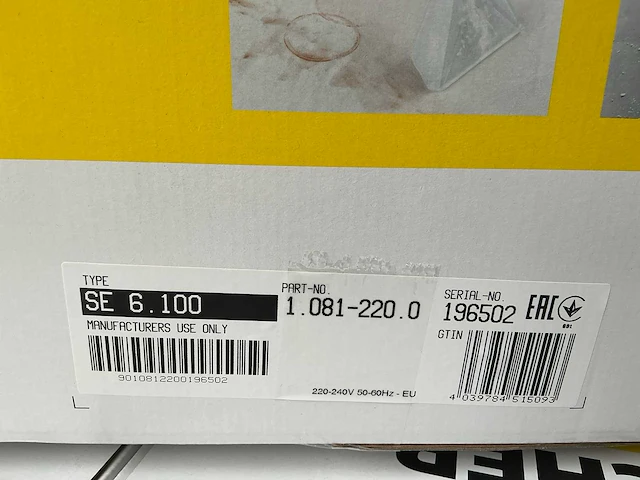 TYPE
SE 6.100
MANUFACTURERS USE ONLY
9010812200196502
PART-NO.
1.081-220.0
220-240V 50-60Hz - EU
SERIAL-NO.
196502
EAC
GTIN
4 039784 515093